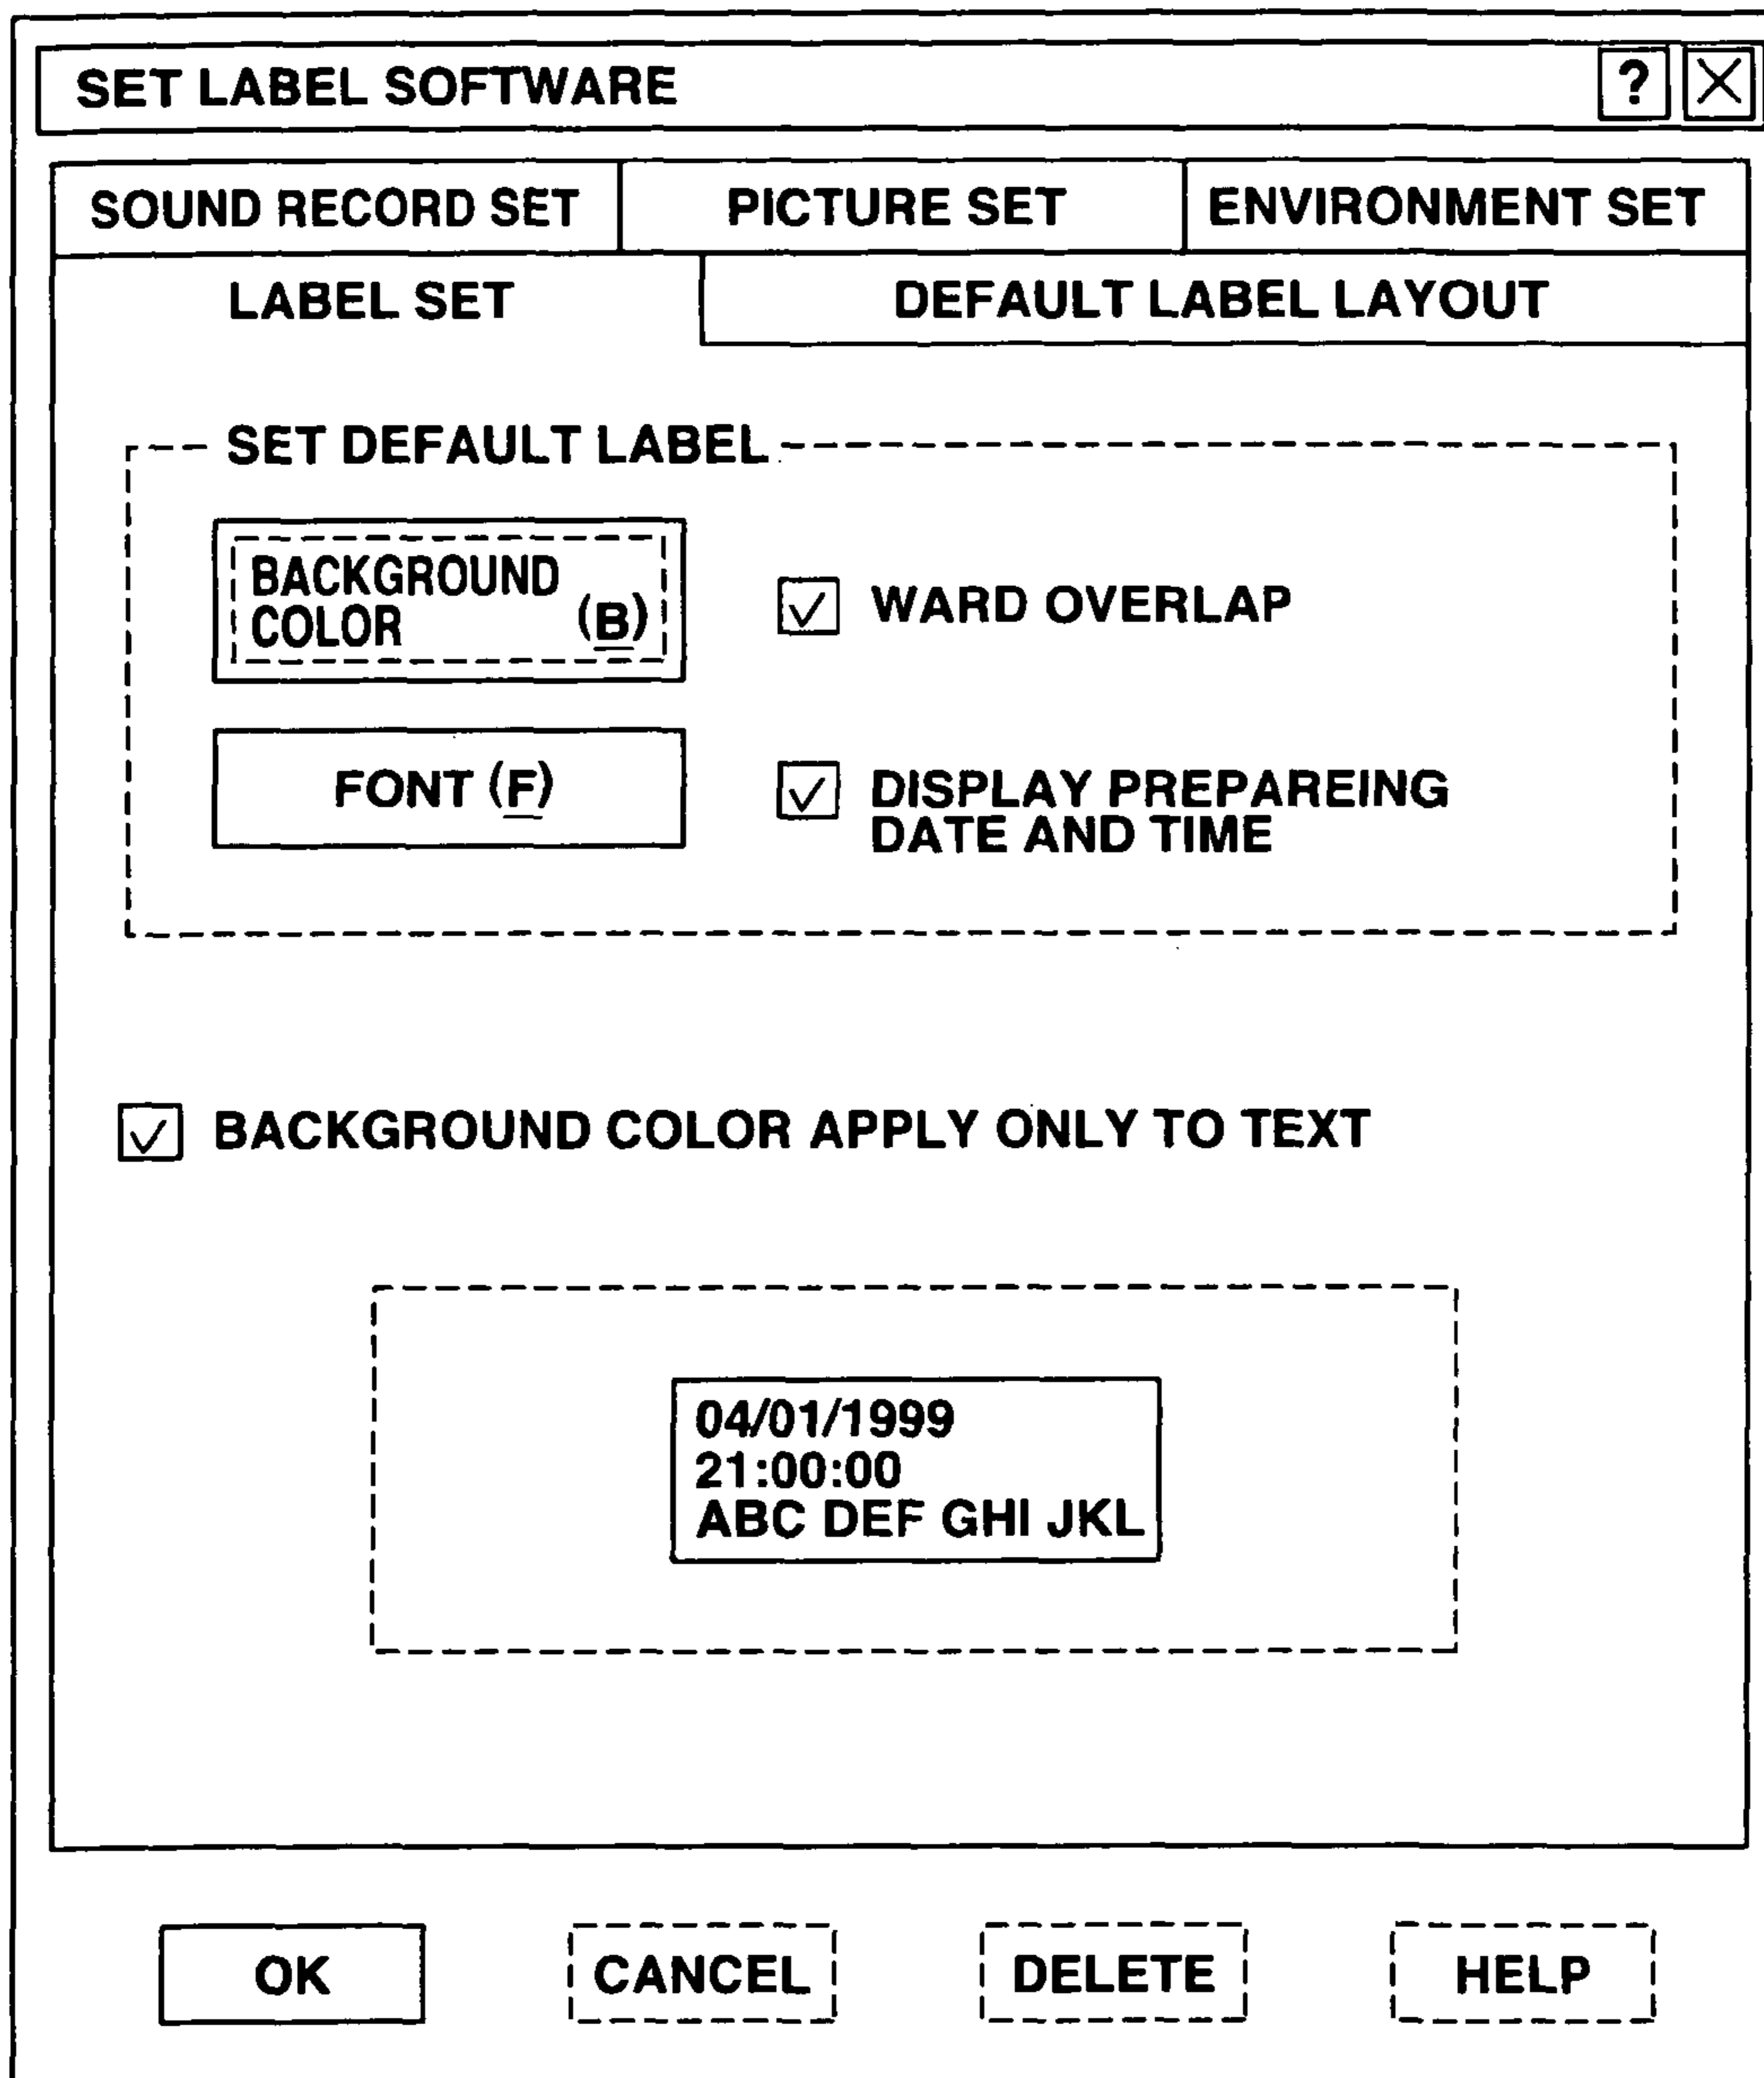 SET LABEL SOFTWARE ?
SOUND RECORD SET PICTURE SET ENVIRONMENT SET
LABEL SET DEFAULT LABEL LAYOUT
SET DEFAULT LABEL
BACKGROUND
COLOR (B)
WARD OVERLAP
FONT (F)
DISPLAY PREPAREING
DATE AND TIME
BACKGROUND COLOR APPLY ONLY TO TEXT
04/01/1999
21:00:00
ABC DEF GHI JKL
OK CANCEL DELETE HELP